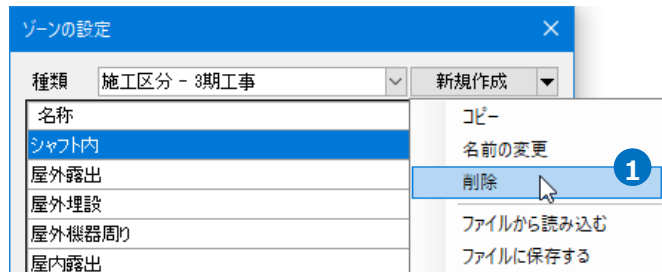 ゾーンの設定
種類 施工区分 - 3期工事 新規作成
名称
シャフト内
屋外露出
屋外埋設
屋外機器周り
屋内露出
コピー
名前の変更
削除 1
ファイルから読み込む
ファイルに保存する